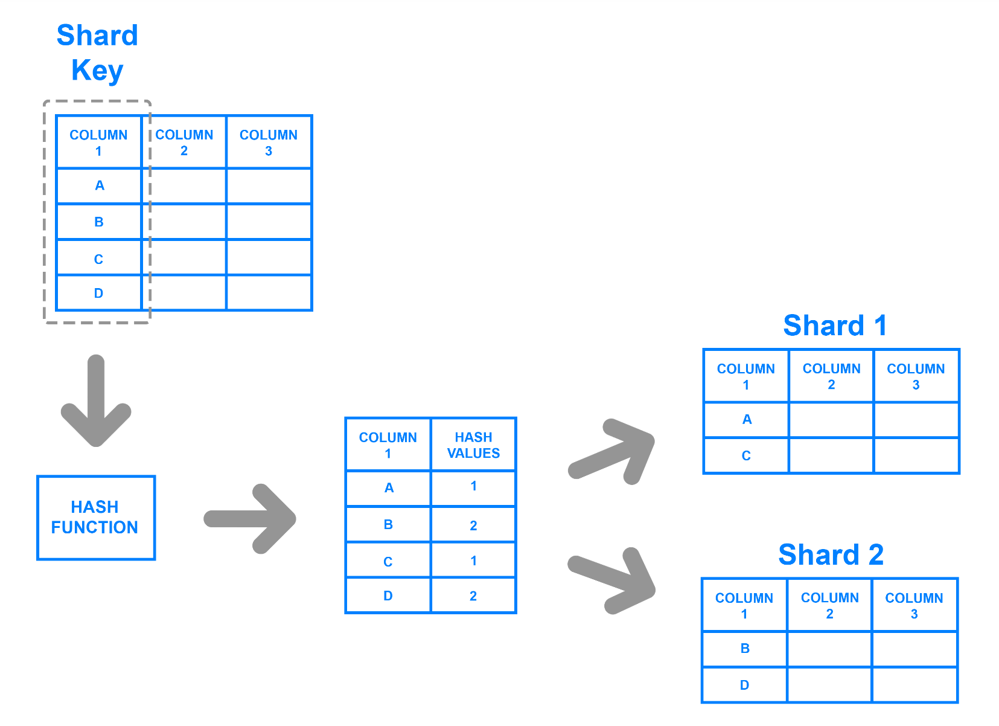 Shard
Key
COLUMN
1
COLUMN
2
COLUMN
3
A
B
C
D
HASH
FUNCTION
COLUMN
1
HASH
VALUES
A
1
B
2
C
1
D
2
Shard 1
COLUMN
1
COLUMN
2
COLUMN
3
A
C
Shard 2
COLUMN
1
COLUMN
2
COLUMN
3
B
D